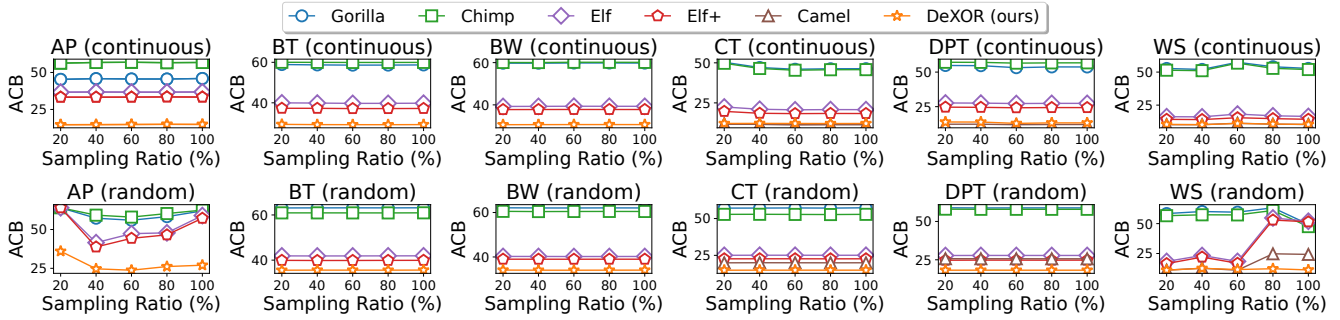 Gorilla Chimp Elf Elf+ Camel DeXOR (ours)
AP (continuous) BT (continuous) BW (continuous) CT (continuous) DPT (continuous) WS (continuous)
ACB 50 25 ACB 60 40 ACB 60 40 ACB 50 25 ACB 50 25 ACB 50 25
20 40 60 80 100 20 40 60 80 100 20 40 60 80 100 20 40 60 80 100 20 40 60 80 100 20 40 60 80 100
Sampling Ratio (%) Sampling Ratio (%) Sampling Ratio (%) Sampling Ratio (%) Sampling Ratio (%) Sampling Ratio (%)
AP (random) BT (random) BW (random) CT (random) DPT (random) WS (random)
ACB 50 25 ACB 60 40 ACB 60 40 ACB 50 25 ACB 50 25 ACB 50 25
20 40 60 80 100 20 40 60 80 100 20 40 60 80 100 20 40 60 80 100 20 40 60 80 100 20 40 60 80 100
Sampling Ratio (%) Sampling Ratio (%) Sampling Ratio (%) Sampling Ratio (%) Sampling Ratio (%) Sampling Ratio (%)